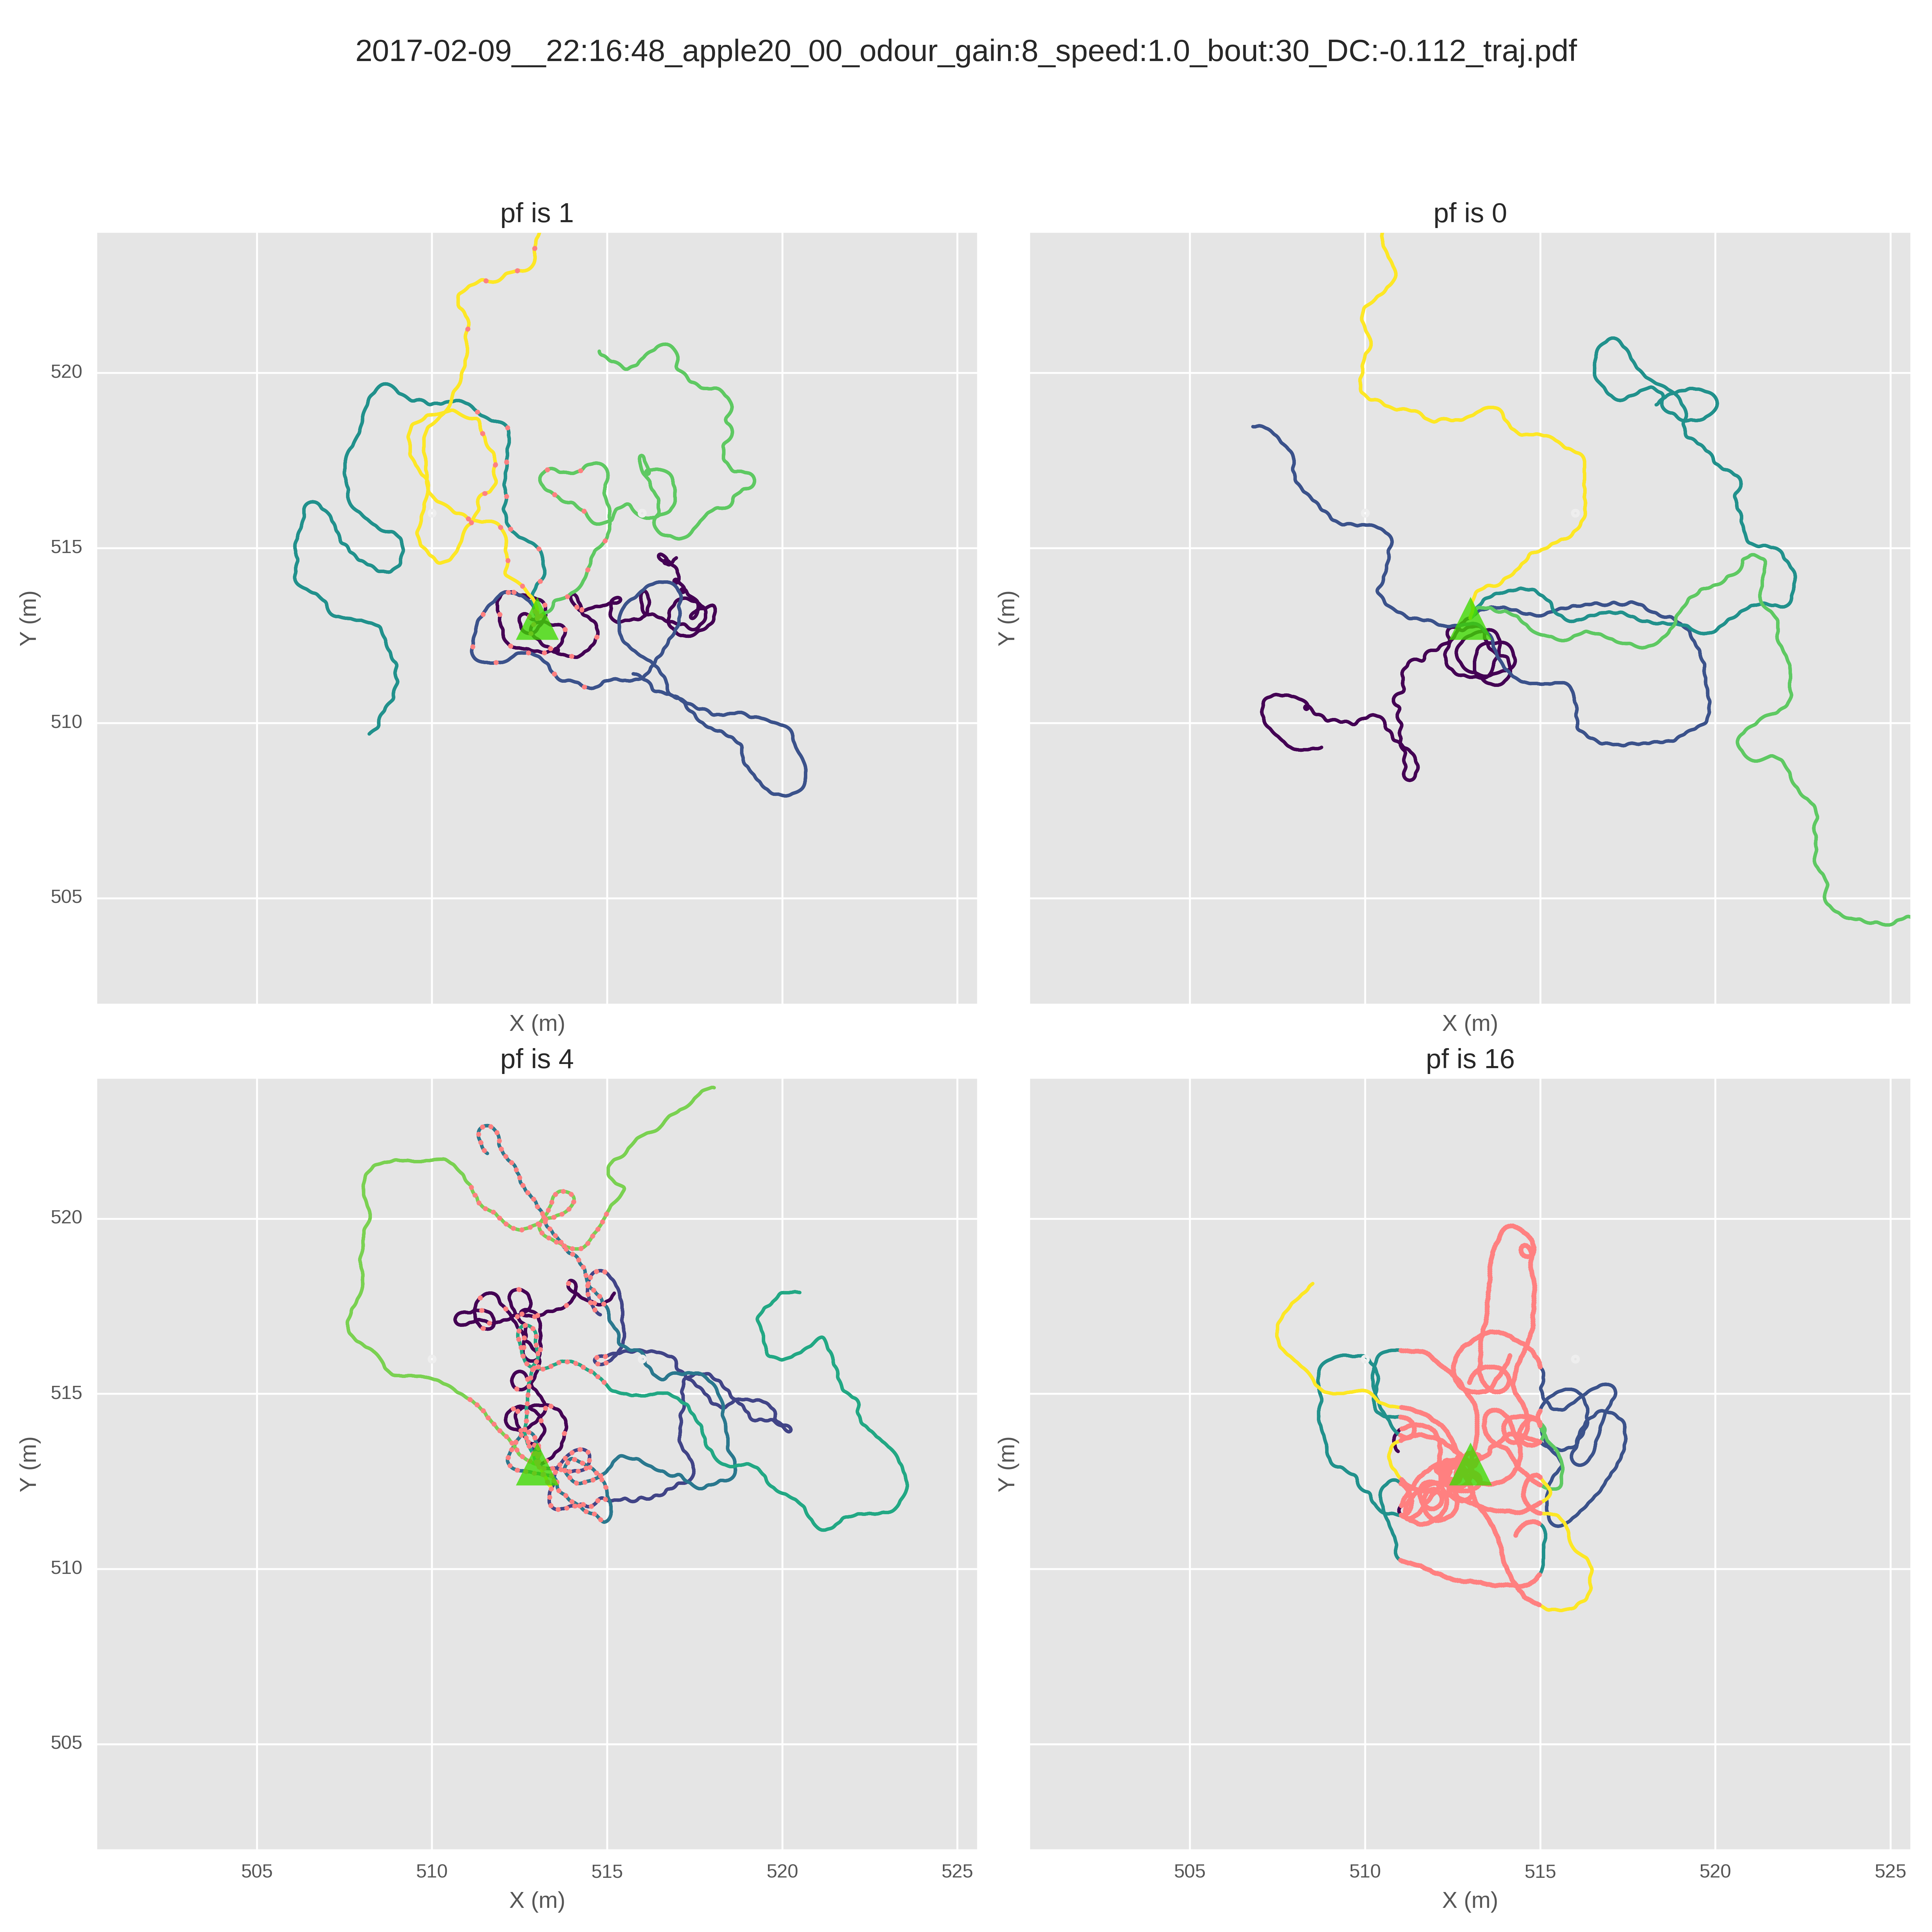 2017-02-09__22:16:48_apple20_00_odour_gain:8_speed:1.0_bout:30_DC:-0.112_traj.pdf
pf is 1
pf is 0
520
515
510
505
Y (m)
Y (m)
X (m)
X (m)
pf is 4
pf is 16
520
515
510
505
Y (m)
Y (m)
505 510 515 520 525
505 510 515 520 525
X (m)
X (m)